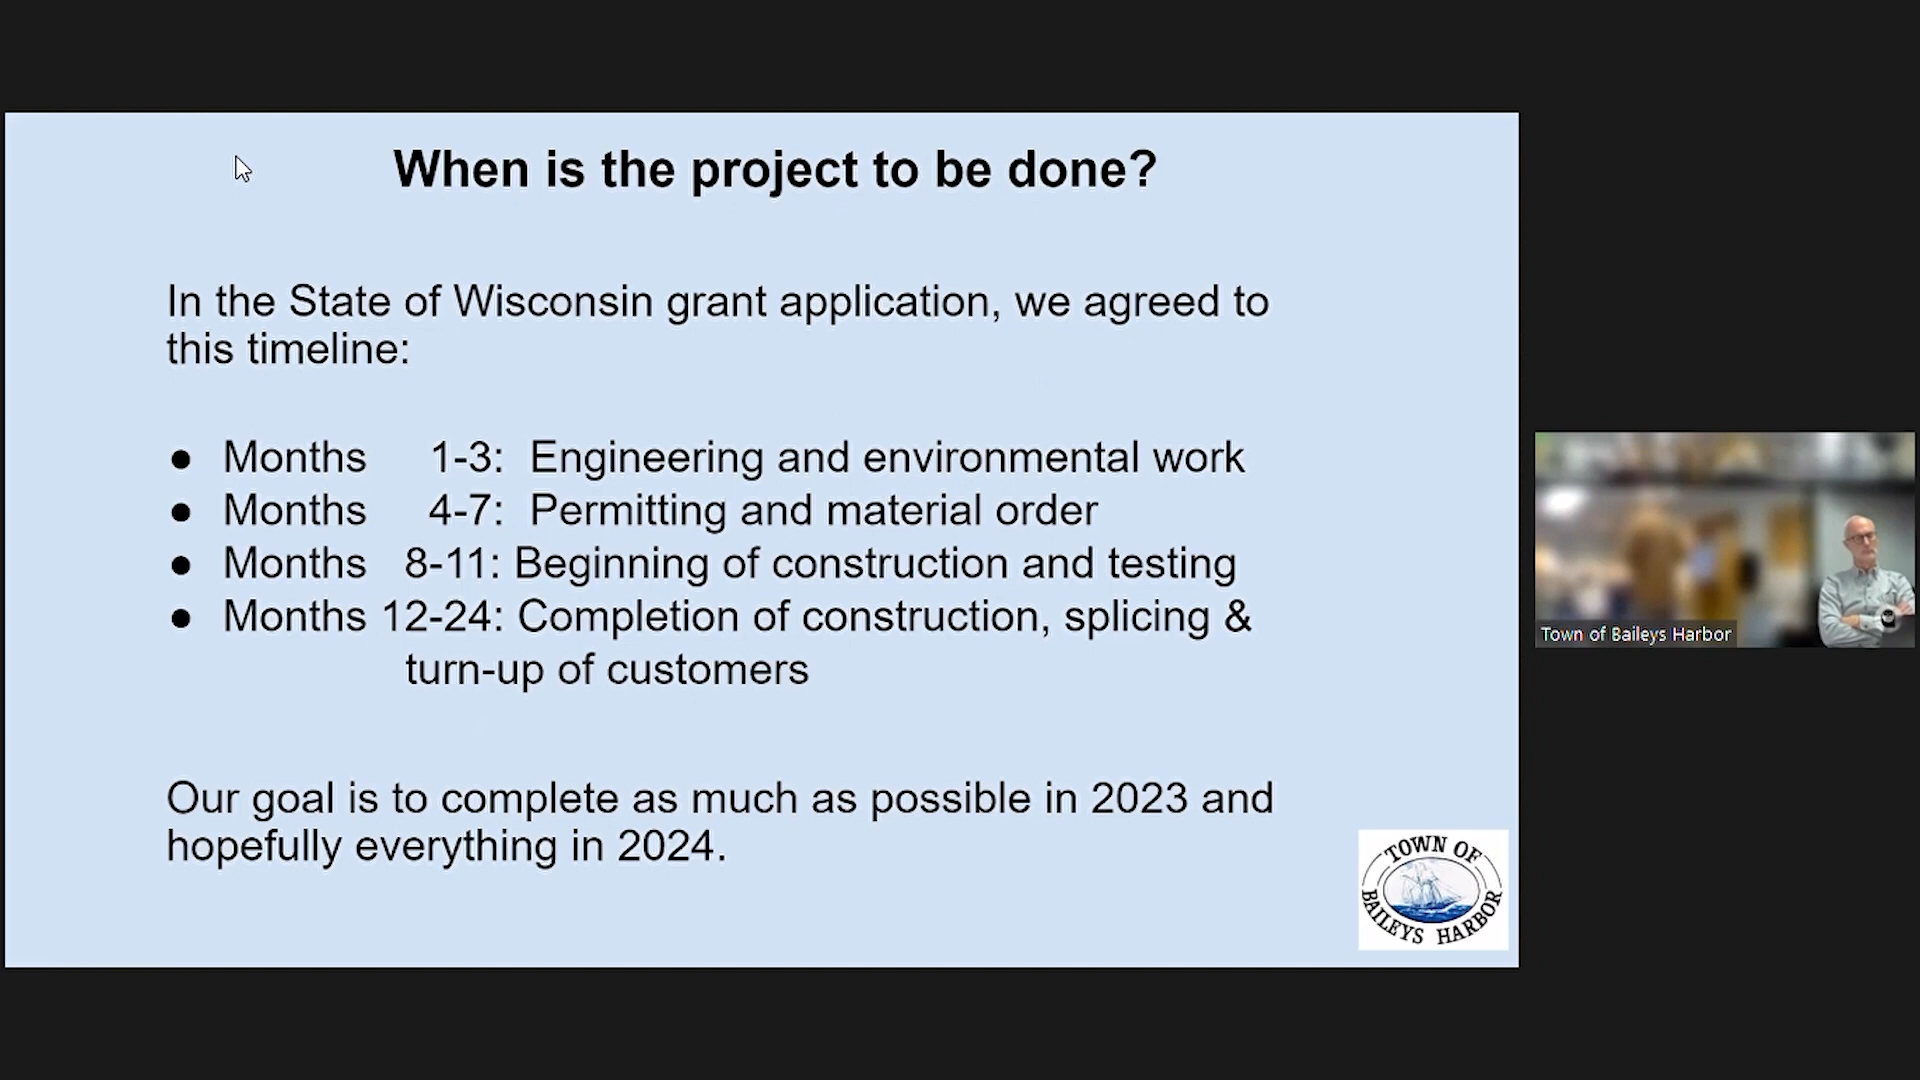 When is the project to be done?
In the State of Wisconsin grant application, we agreed to
this timeline:
● Months 1-3: Engineering and environmental work
● Months 4-7: Permitting and material order
● Months 8-11: Beginning of construction and testing
● Months 12-24: Completion of construction, splicing &
turn-up of customers
Our goal is to complete as much as possible in 2023 and
hopefully everything in 2024.
TOWN OF
BAILEYS HARBOR
Town of Baileys Harbor